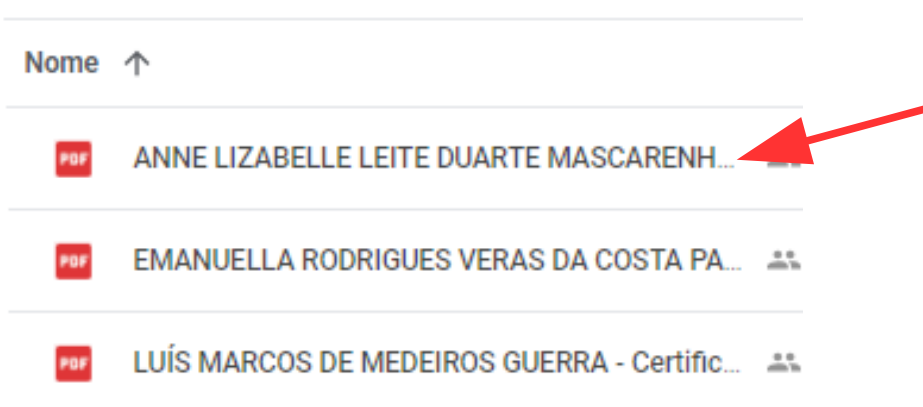 Nome
PDF ANNE LIZABELLE LEITE DUARTE MASCARENH...
PDF EMANUELLA RODRIGUES VERAS DA COSTA PA...
PDF LUÍS MARCOS DE MEDEIROS GUERRA - Certific...